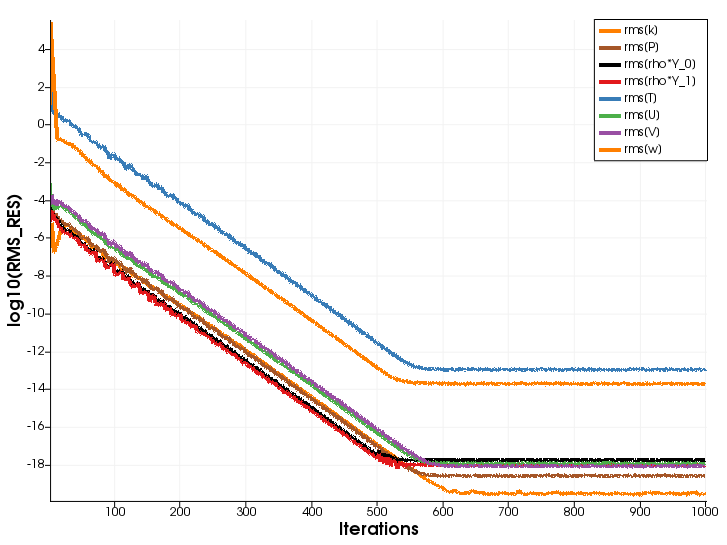 rms(k)
rms(P)
rms(rho*Y_0)
rms(rho*Y_1)
rms(T)
rms(U)
rms(V)
rms(w)
log10(RMS_RES)
4
2
0
-2
-4
-6
-8
-10
-12
-14
-16
-18
100 200 300 400 500 600 700 800 900 1000
Iterations